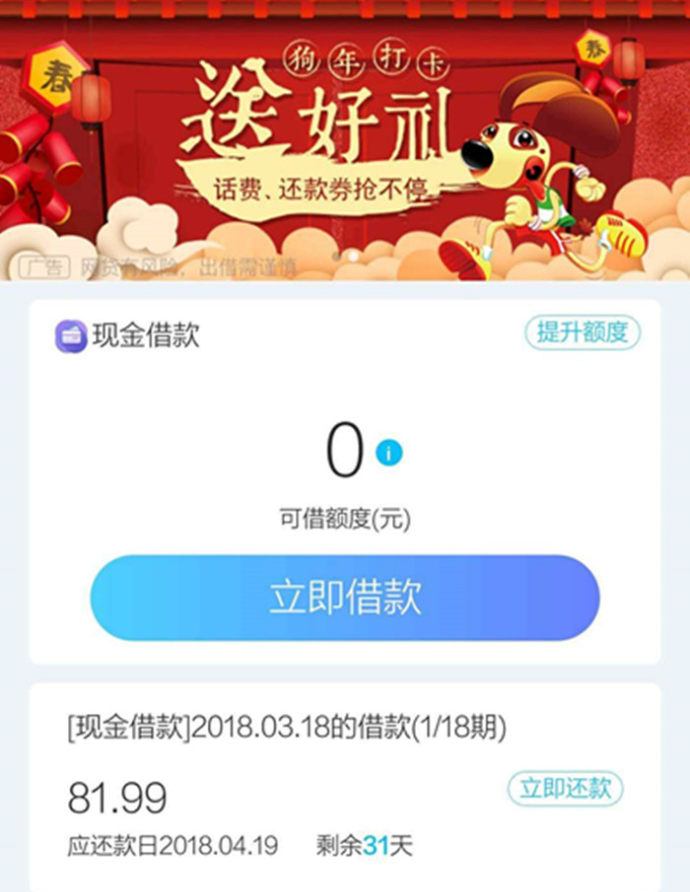 春
春
狗年打卡
送好礼
话费、还款券抢不停
广告 网贷有风险，出借需谨慎
现金借款
提升额度
0
i
可借额度(元)
立即借款
[现金借款]2018.03.18的借款(1/18期)
81.99
立即还款
应还款日2018.04.19 剩余31天